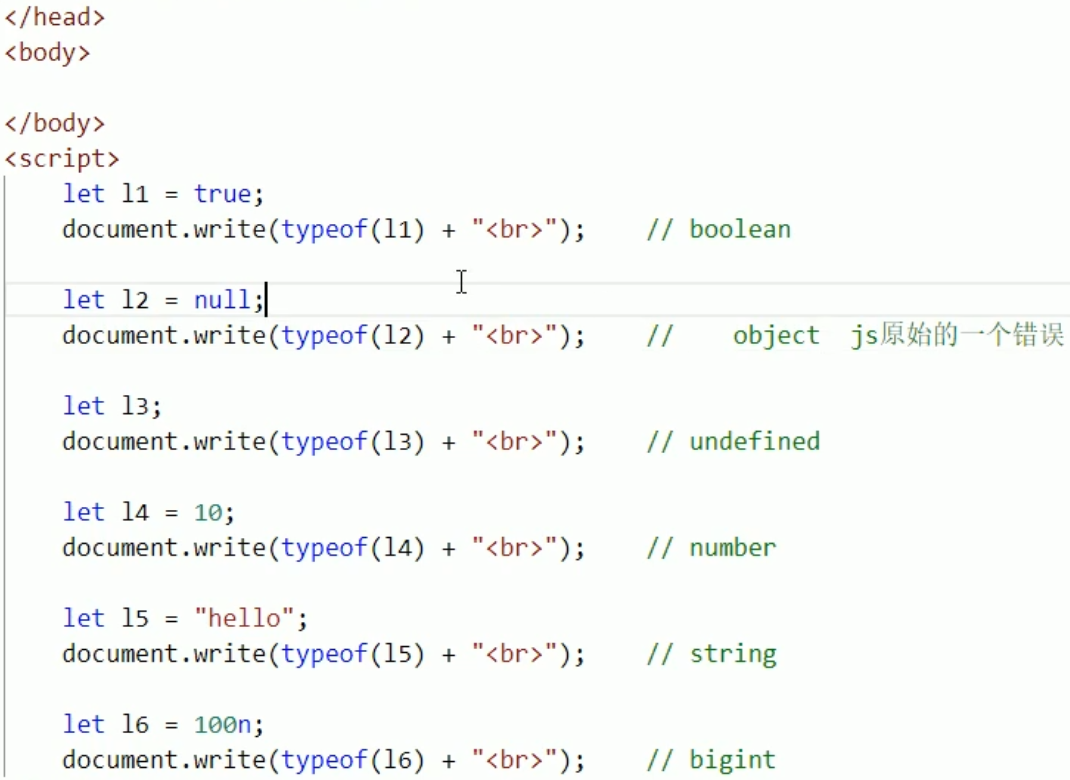 </head>
<body>
</body>
<script>
let l1 = true;
document.write(typeof(l1) + "<br>"); // boolean
let l2 = null;
document.write(typeof(l2) + "<br>"); // object js原始的一个错误
let l3;
document.write(typeof(l3) + "<br>"); // undefined
let l4 = 10;
document.write(typeof(l4) + "<br>"); // number
let l5 = "hello";
document.write(typeof(l5) + "<br>"); // string
let l6 = 100n;
document.write(typeof(l6) + "<br>"); // bigint